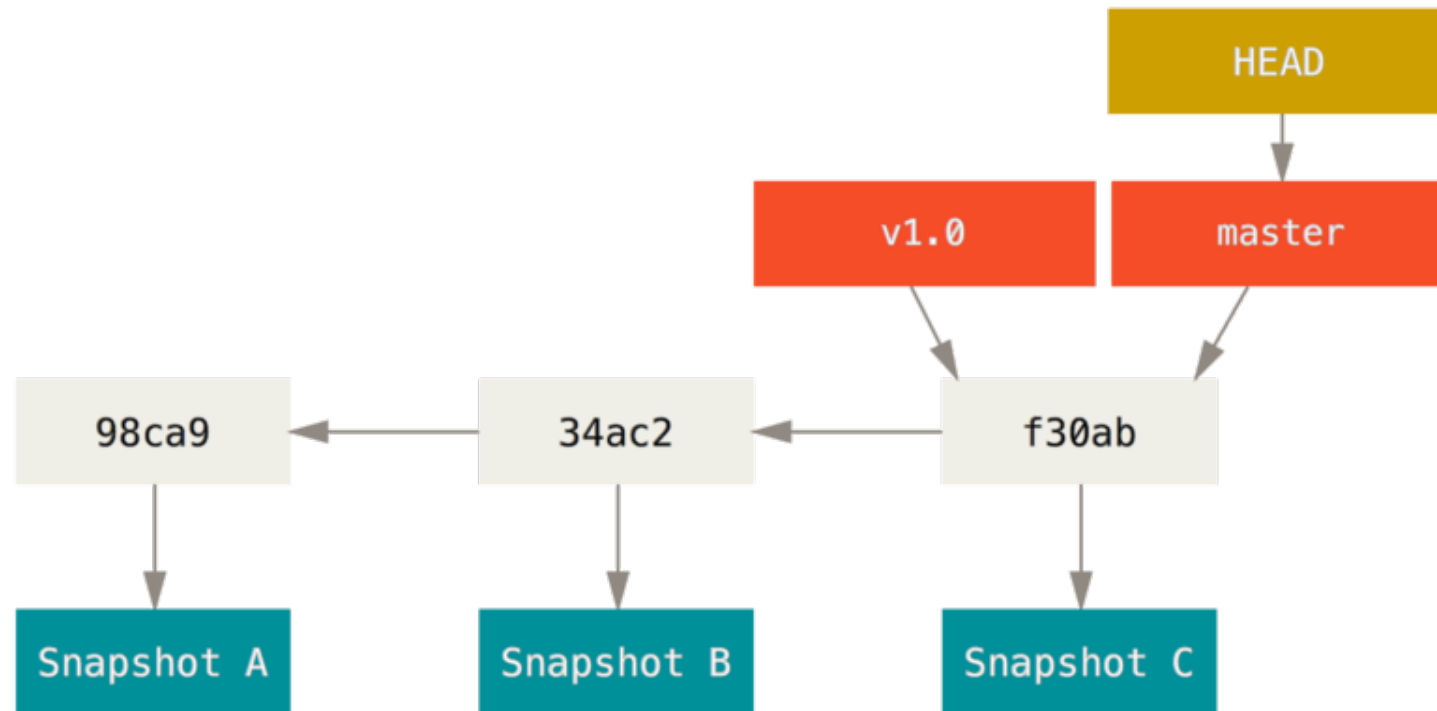 HEAD
v1.0
master
98ca9
34ac2
f30ab
Snapshot A
Snapshot B
Snapshot C